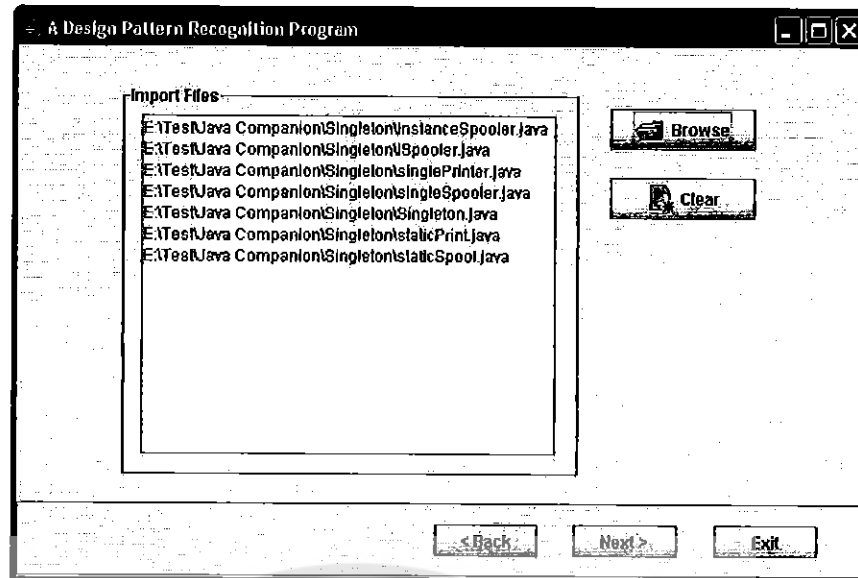 A Design Pattern Recognition Program
Import Files
E:\Test\Java Companion\Singleton\InstanceSpooler.java
E:\Test\Java Companion\Singleton\ISpooler.java
E:\Test\Java Companion\Singleton\singlePrinter.java
E:\Test\Java Companion\Singleton\singleSpooler.java
E:\Test\Java Companion\Singleton\Singleton.java
E:\Test\Java Companion\Singleton\staticPrint.java
E:\Test\Java Companion\Singleton\staticSpool.java
Browse
Clear
< Back
Next >
Exit